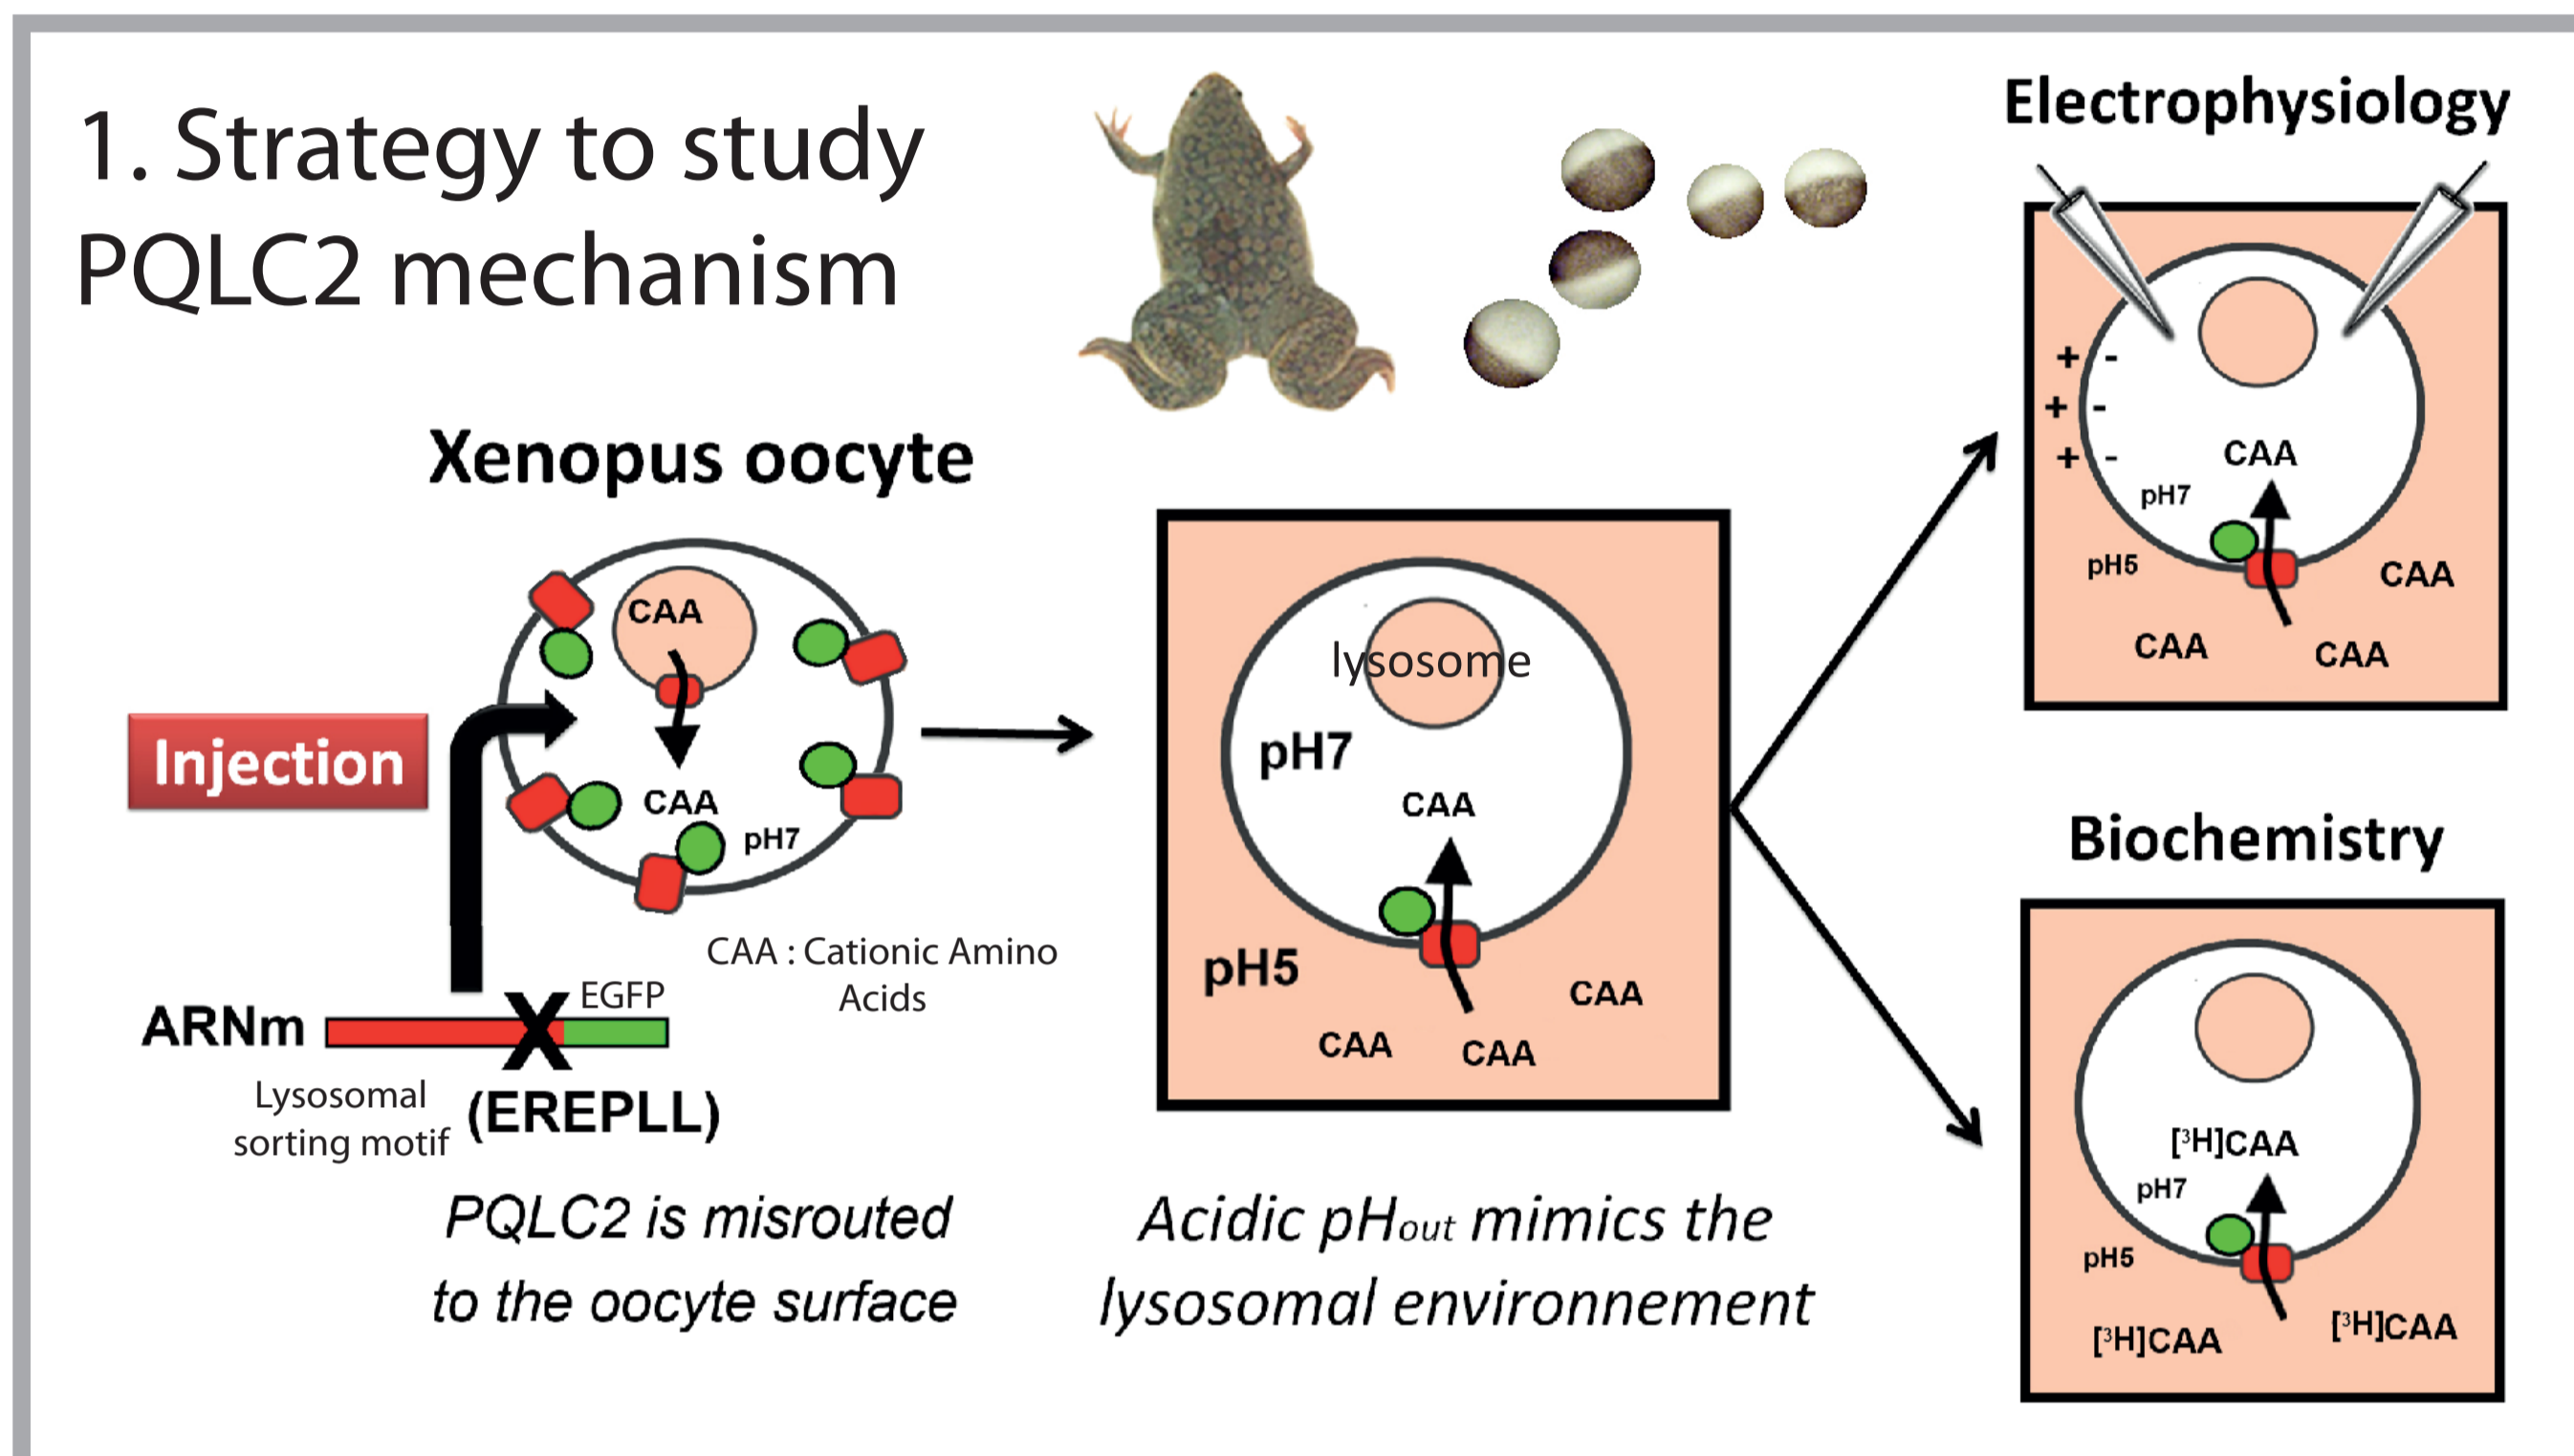 1. Strategy to study
PQLC2 mechanism
Xenopus oocyte
CAA
CAA
pH7
Injection
CAA : Cationic Amino
Acids
EGFP
ARNm
Lysosomal
sorting motif
(EREPLL)
PQLC2 is misrouted
to the oocyte surface
lysosome
pH7
CAA
pH5
CAA
CAA
CAA
Acidic pHout mimics the
lysosomal environnement
Electrophysiology
+ -
+ -
+ -
CAA
pH7
pH5
CAA
CAA
CAA
Biochemistry
[³H]CAA
pH7
pH5
[³H]CAA
[³H]CAA